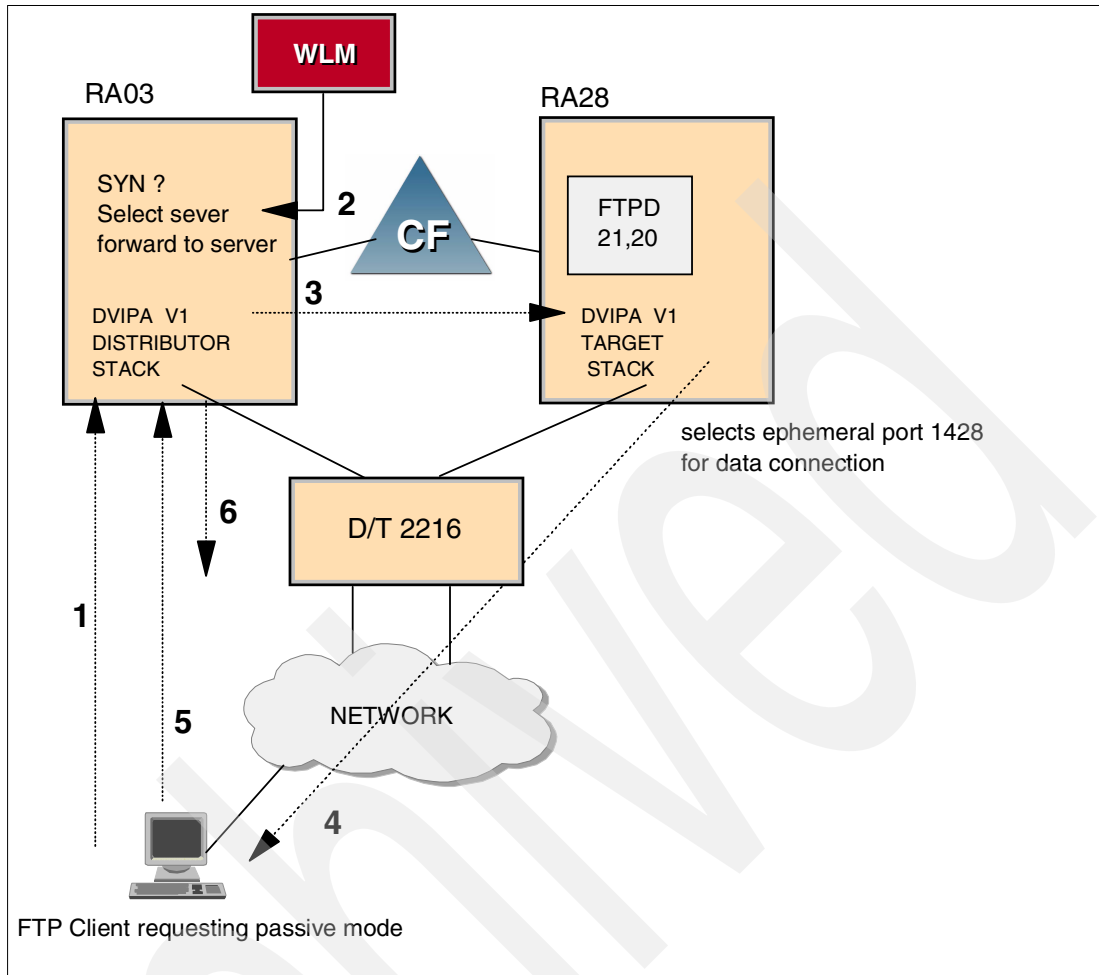 WLM
RA03
RA28
SYN ?
Select sever
forward to server
2
CF
FTPD
21,20
3
DVIPA V1
DISTRIBUTOR
STACK
DVIPA V1
TARGET
STACK
selects ephemeral port 1428
for data connection
6
D/T 2216
1
5
NETWORK
4
FTP Client requesting passive mode
hived